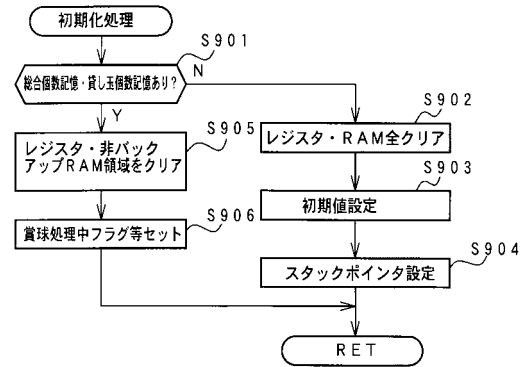 初期化処理
S901
総合個数記憶・貸し玉個数記憶あり?
N
Y
S902
レジスタ・RAM全クリア
S905
レジスタ・非バック
アップRAM領域をクリア
S903
初期値設定
S906
賞球処理中フラグ等セット
S904
スタックポインタ設定
RET